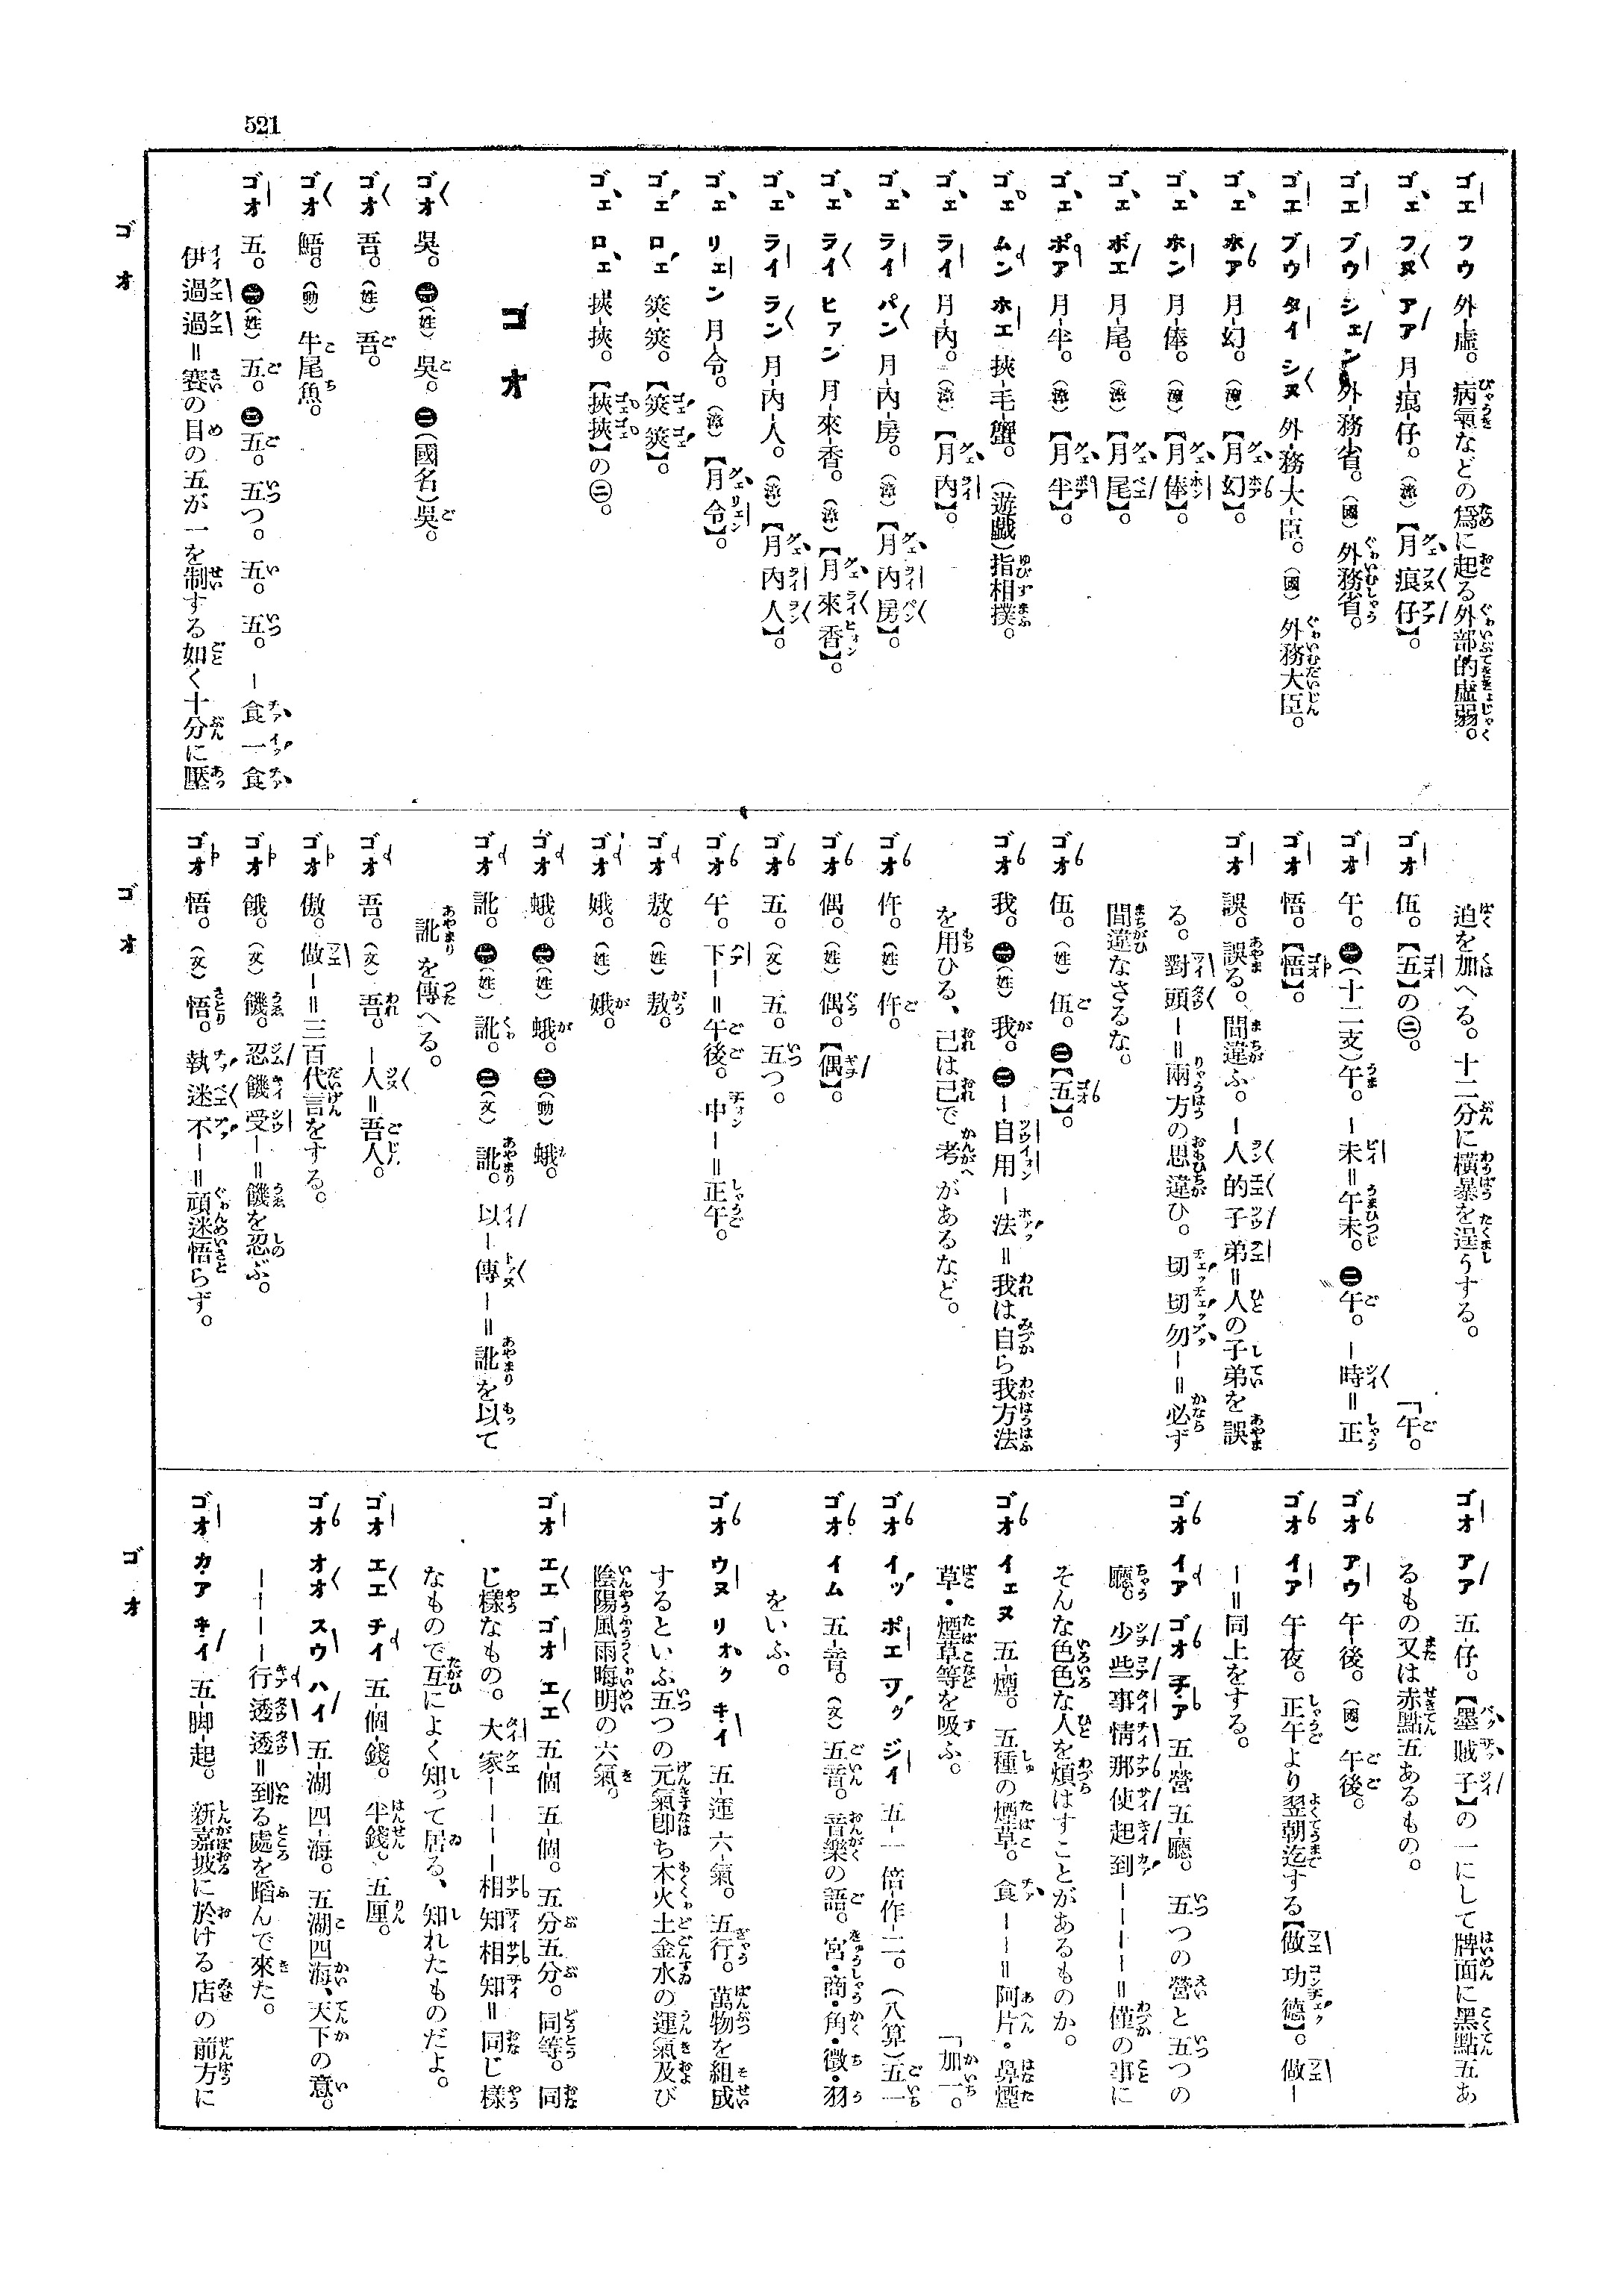 521
ゴエ フウ 外-虛。病氣などの爲に起る外部的虛弱。
ゴェ フヌ アア 月-痕-仔。(漳)【月痕仔】。
ゴエ ブウ シェン 外-務-省。(國) 外務省。
ゴエ ブウ タイ シヌ 外-務-大-臣。(國) 外務大臣。
ゴェ ホア 月-幻。(漳)【月幻】。
ゴェ ホン 月-俸。(漳)【月俸】。
ゴェ ボエ 月-尾。(漳)【月尾】。
ゴェ ポア 月-半。(漳)【月半】。
ゴェ ムン ホエ 挾-毛-蟹。(遊戲)指相撲。
ゴェ ライ 月-內。(漳)【月內】。
ゴェ ライ パン 月-內-房。(漳)【月內房】。
ゴェ ライ ヒァン 月-來-香。(漳)【月來香】。
ゴェ ライ ラン 月-內-人。(漳)【月內人】。
ゴェ リェン 月-令。(漳)【月令】。
ゴェ ロェ 筴-筴。【筴筴】。
ゴェ ロェ 挾-挾。【挾挾】の㊁。
ゴオ
ゴオ 吳。㊀(姓) 吳。㊁(國名)吳。
ゴオ 吾。(姓) 吾。
ゴオ 鯃。(動) 牛尾魚。
ゴオ 五。㊀(姓) 五。㊁五。五つ。五。五。―食一食
伊過過=賽の目の五が一を制する如く十分に壓
迫を加へる。十二分に橫暴を逞うする。
ゴオ 伍。【五】の㊁。 「午。
ゴオ 午。㊀(十二支)午。―未=午未。㊁午。―時=正
ゴオ 悟。【悟】。
ゴオ 誤。誤る。間違ふ。―人的子弟=人の子弟を誤
る。對頭―=兩方の思違ひ。切切勿―=必ず
間違なさるな。
ゴオ 伍。(姓) 伍。㊁【五】。
ゴオ 我。㊀(姓) 我。㊁―自用―法=我は自ら我方法
を用ひる、己は己で考があるなど。
ゴオ 仵。(姓) 仵。
ゴオ 偶。(姓) 偶。【偶】。
ゴオ 五。(文) 五。五つ。
ゴオ 午。下―=午後。中―=正午。
ゴオ 敖。(姓) 敖。
ゴオ 娥。(姓) 娥。
ゴオ 蛾。㊀(姓) 蛾。㊁(動) 蛾。
ゴオ 訛。㊀(姓) 訛。㊁(文) 訛。以―傳―=訛を以て
訛を傳へる。
ゴオ 吾。(文) 吾。―人=吾人。
ゴオ 傲。做―=三百代言をする。
ゴオ 餓。(文) 饑。忍饑受―=饑を忍ぶ。
ゴオ 悟。(文) 悟。執迷不―=頑迷悟らず。
ゴオ アア 五-仔。【墨賊子】の一にして牌面に黑點五あ
るもの又は赤點五あるもの。
ゴオ アウ 午-後。(國) 午後。
ゴオ イア 午-夜。正午より翌朝迄する【做功德】。做―
―=同上をする。
ゴオ イア ゴオ チア 五-營 五-廳。五つの營と五つの
廳。少些事情那使起到――――=僅の事に
そんな色色な人を煩はすことがあるものか。
ゴオ イェヌ 五-煙。五種の煙草。食――=阿片・鼻煙
草・煙草等を吸ふ。 「加一。
ゴオ イッ ポエ ソ゚ク ジイ 五-一 倍-作-二。(八算)五一
ゴオ イム 五-音。(文) 五音。音樂の語。宮・商・角・徵・羽
をいふ。
ゴオ ウヌ リオク キイ 五-運 六-氣。五行。萬物を組成
するといふ五つの元氣卽ち木火土金水の運氣及び
陰陽風雨晦明の六氣。
ゴオ エエ ゴオ エエ 五-個 五-個。五分五分。同等。同
じ樣なもの。大家――――相知相知=同じ樣
なもので互によく知って居る、知れたものだよ。
ゴオ エエ チイ 五個-錢。半錢。五厘。
ゴオ オオ スウ ハイ 五-湖 四-海。五湖四海、天下の意。
――――行透透=到る處を踏んで來た。
ゴオ カア キイ 五-脚-起。新嘉坡に於ける店の前方に
ゴオ
ゴオ
ゴオ